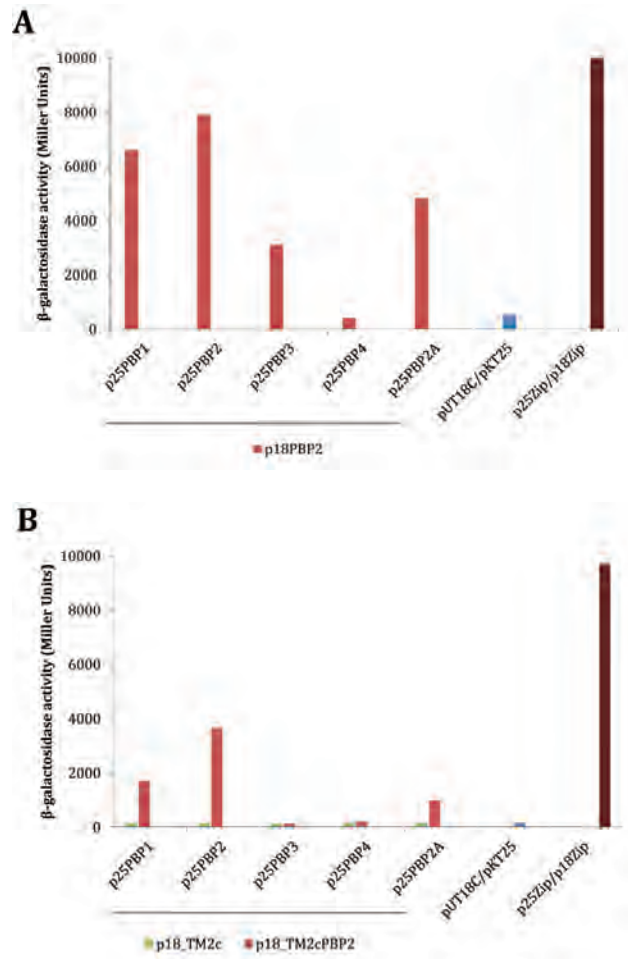 A
β-galactosidase activity (Miller Units)
10000
8000
6000
4000
2000
0
p25PBP1
p25PBP2
p25PBP3
p25PBP4
p25PBP2A
pUT18C/pKT25
p25Zip/p18Zip
p18PBP2
B
β-galactosidase activity (Miller Units)
10000
8000
6000
4000
2000
0
p25PBP1
p25PBP2
p25PBP3
p25PBP4
p25PBP2A
pUT18C/pKT25
p25Zip/p18Zip
p18_TM2c p18_TM2cPBP2